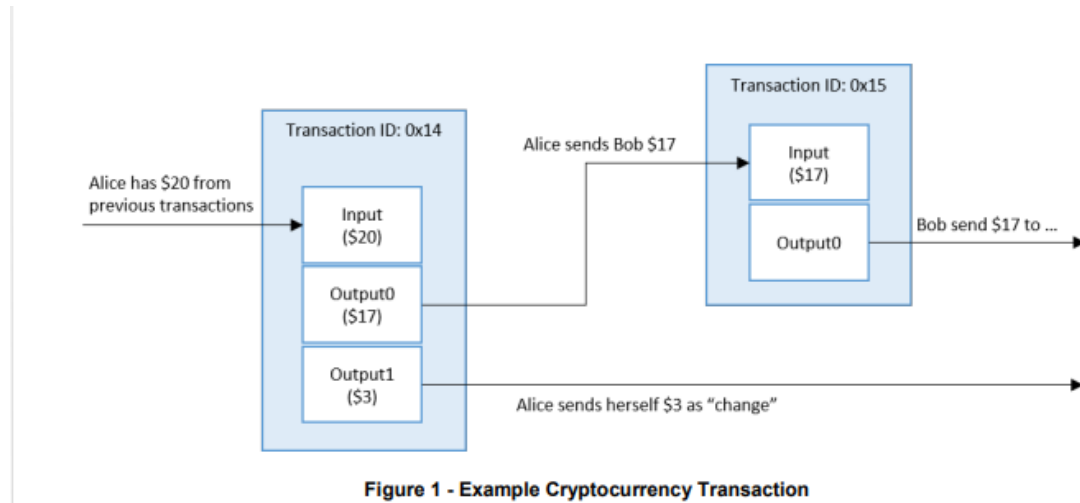 Transaction ID: 0x15
Transaction ID: 0x14
Alice sends Bob $17
Input
($17)
Alice has $20 from
previous transactions
Input
($20)
Bob send $17 to ...
Output0
Output0
($17)
Output1
($3)
Alice sends herself $3 as “change”
Figure 1 - Example Cryptocurrency Transaction